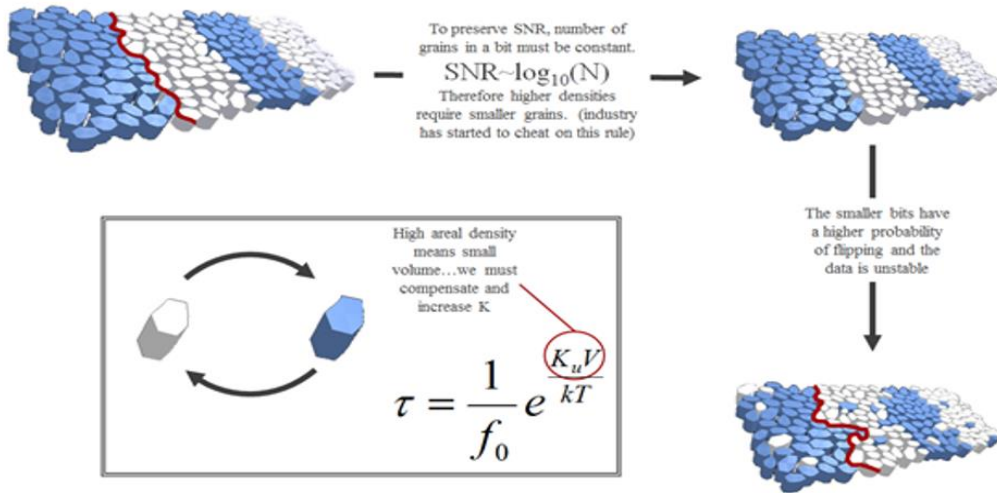 To preserve SNR, number of
grains in a bit must be constant.
SNR~log₁₀(N)
Therefore higher densities
require smaller grains. (industry
has started to cheat on this rule)
The smaller bits have
a higher probability
of flipping and the
data is unstable
High areal density
means small
volume...we must
compensate and
increase K
τ = 1/f₀ e^(KᵤV/kT)